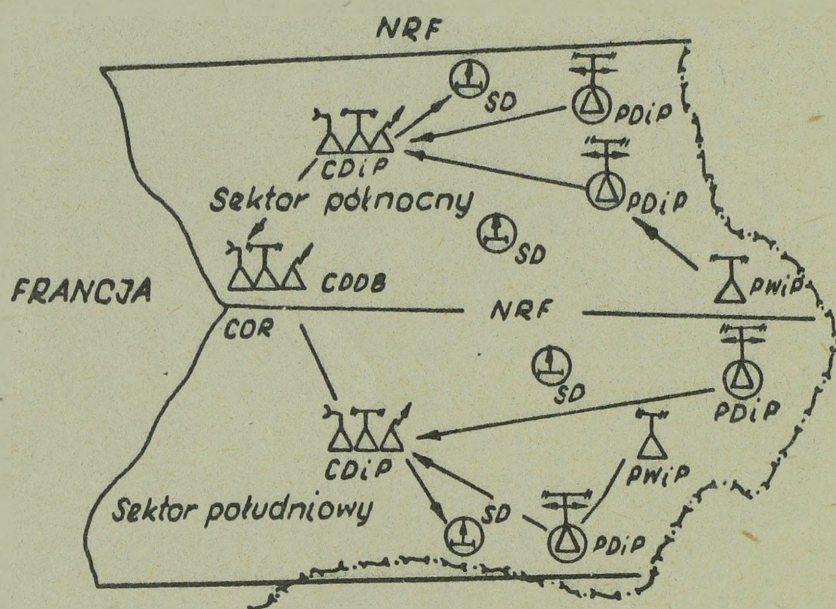 NRF
SD
PDiP
CDiP
PDiP
Sektor północny
SD
PWiP
FRANCJA
CDDB
NRF
COR
SD
PDiP
CDiP
PWiP
Sektor południowy
SD
PDiP